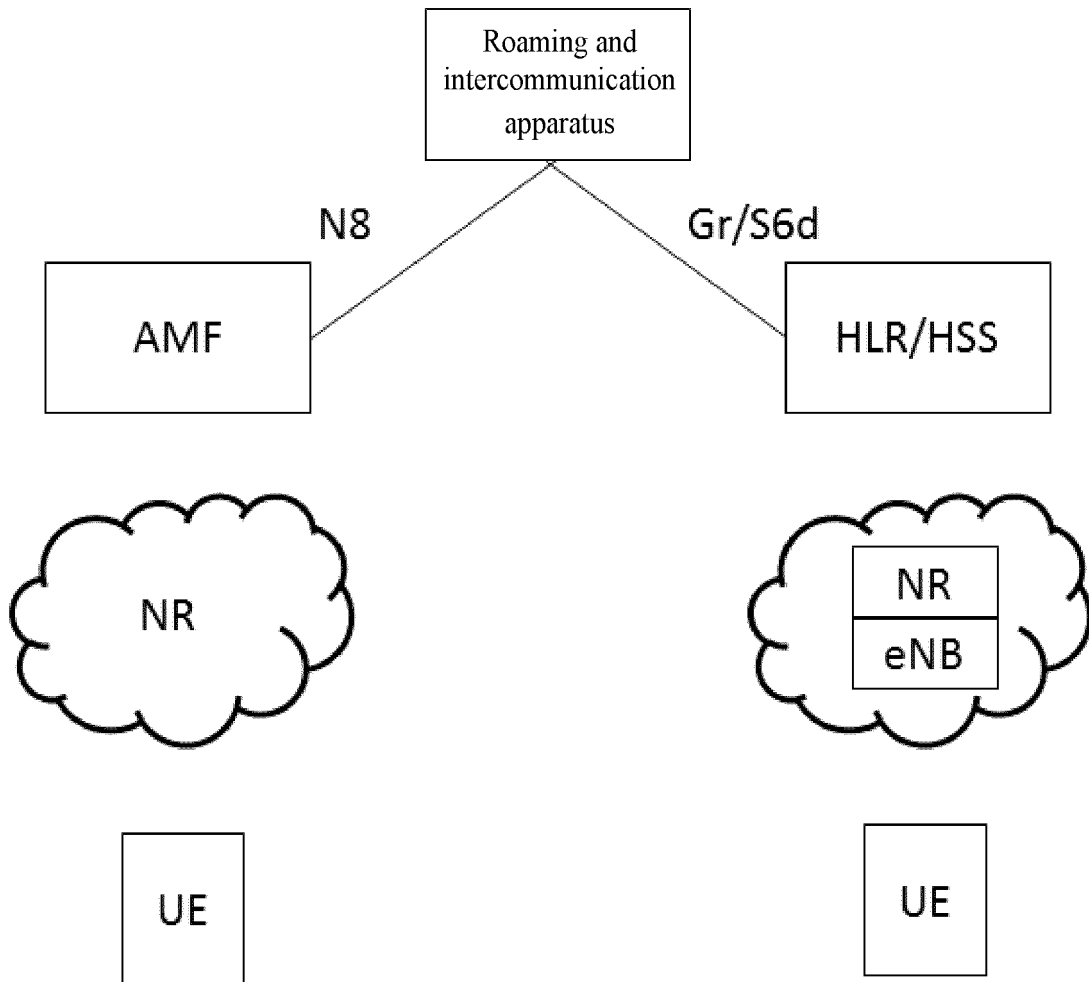 Roaming and
intercommunication
apparatus
N8
Gr/S6d
AMF
HLR/HSS
NR
NR
eNB
UE
UE